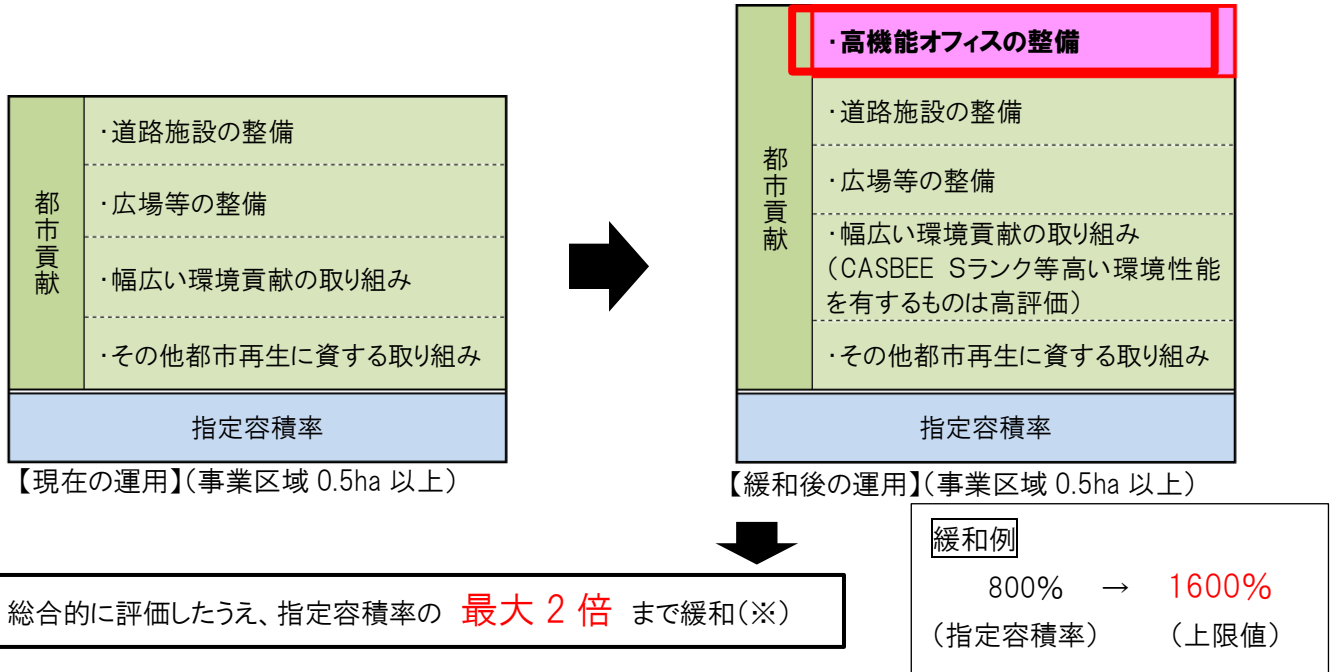 都市貢献
・道路施設の整備
・広場等の整備
・幅広い環境貢献の取り組み
・その他都市再生に資する取り組み
指定容積率
【現在の運用】（事業区域 0.5ha 以上）
都市貢献
・高機能オフィスの整備
・道路施設の整備
・広場等の整備
・幅広い環境貢献の取り組み
（CASBEE Sランク等高い環境性能
を有するものは高評価）
・その他都市再生に資する取り組み
指定容積率
【緩和後の運用】（事業区域 0.5ha 以上）
総合的に評価したうえ、指定容積率の 最大 2 倍 まで緩和（※）
緩和例
800% → 1600%
（指定容積率） （上限値）